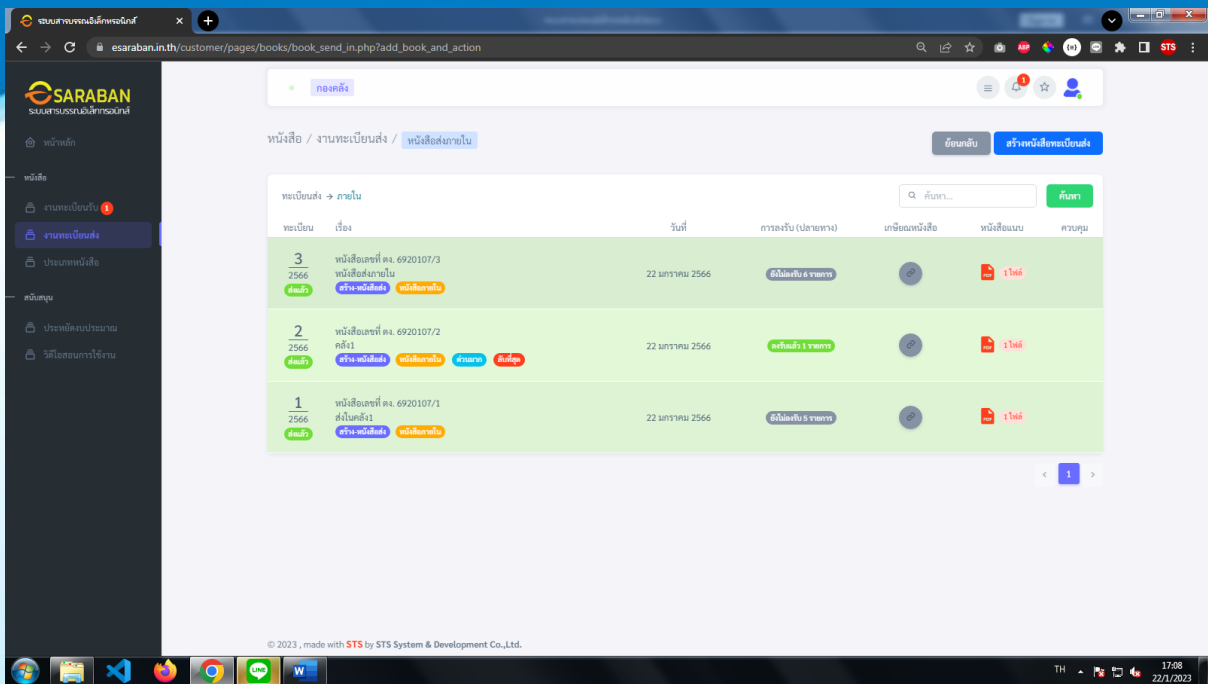 ระบบสารบรรณอิเล็กทรอนิกส์
esaraban.in.th/customer/pages/books/book_send_in.php?add_book_and_action
ABP
STS
SARABAN
ระบบสารบรรณอิเล็กทรอนิกส์
กองคลัง
1
หน้าหลัก
หนังสือ / งานทะเบียนส่ง / หนังสือส่งภายใน
ย้อนกลับ
สร้างหนังสือทะเบียนส่ง
หนังสือ
งานทะเบียนรับ 1
งานทะเบียนส่ง
ประเภทหนังสือ
สนับสนุน
ประหยัดงบประมาณ
วิดีโอสอนการใช้งาน
ทะเบียนส่ง → ภายใน
ค้นหา...
ค้นหา
ทะเบียน เรื่อง วันที่ การลงรับ (ปลายทาง) เกษียณหนังสือ หนังสือแนบ ควบคุม
3
2566
ส่งแล้ว
หนังสือเลขที่ ตง. 6920107/3
หนังสือส่งภายใน
สร้าง-หนังสือส่ง หนังสือภายใน
22 มกราคม 2566
ยังไม่ลงรับ 6 รายการ
PDF 1 ไฟล์
2
2566
ส่งแล้ว
หนังสือเลขที่ ตง. 6920107/2
คลัง1
สร้าง-หนังสือส่ง หนังสือภายใน ด่วนมาก ลับที่สุด
22 มกราคม 2566
ลงรับแล้ว 1 รายการ
PDF 1 ไฟล์
1
2566
ส่งแล้ว
หนังสือเลขที่ ตง. 6920107/1
ส่งในคลัง1
สร้าง-หนังสือส่ง หนังสือภายใน
22 มกราคม 2566
ยังไม่ลงรับ 5 รายการ
PDF 1 ไฟล์
1
© 2023 , made with STS by STS System & Development Co.,Ltd.
LINE
W
TH
17:08
22/1/2023